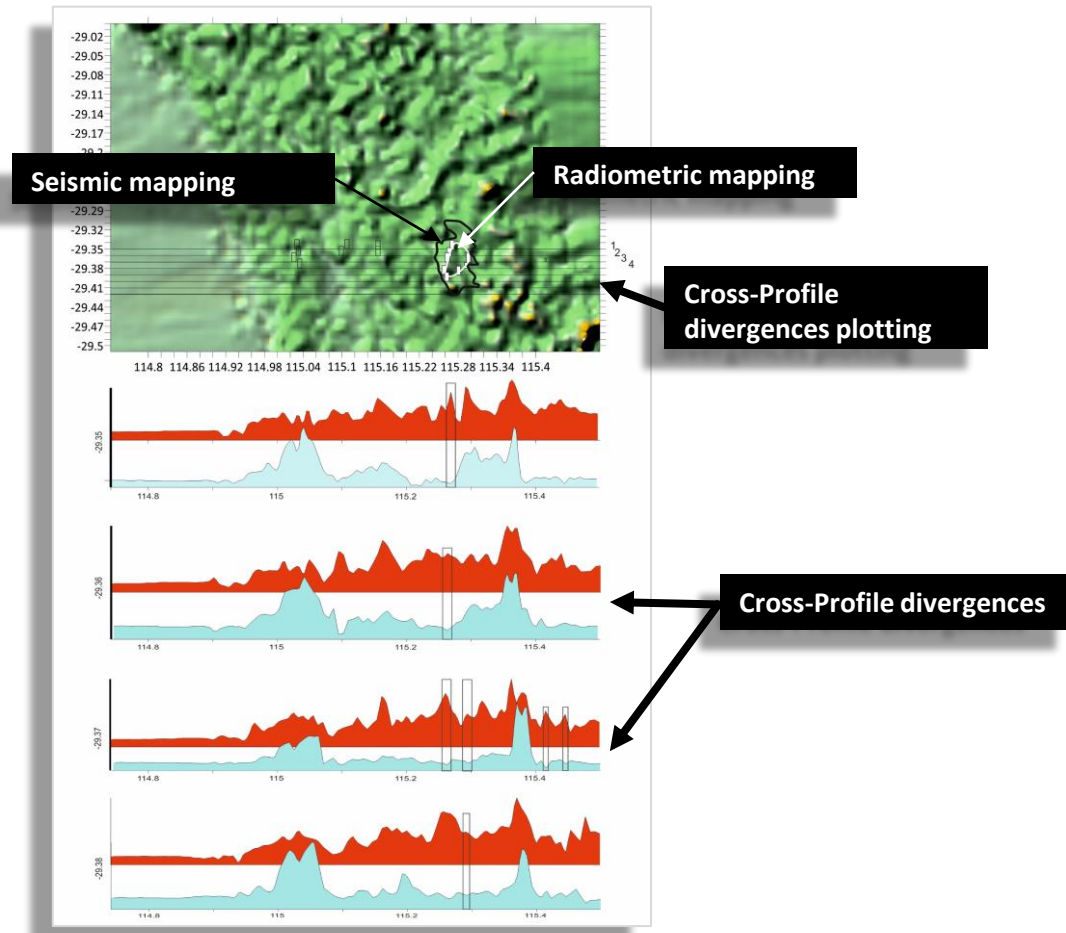 -29.02
-29.05
-29.08
-29.11
-29.14
-29.17
Seismic mapping
Radiometric mapping
-29.29
-29.32
-29.35
-29.38
-29.41
-29.44
-29.47
-29.5
1
2
3
4
Cross-Profile
divergences plotting
114.8 114.86 114.92 114.98 115.04 115.1 115.16 115.22 115.28 115.34 115.4
-29.35
114.8 115 115.2 115.4
-29.36
114.8 115 115.2 115.4
Cross-Profile divergences
-29.37
114.8 115 115.2 115.4
-29.38
114.8 115 115.2 115.4